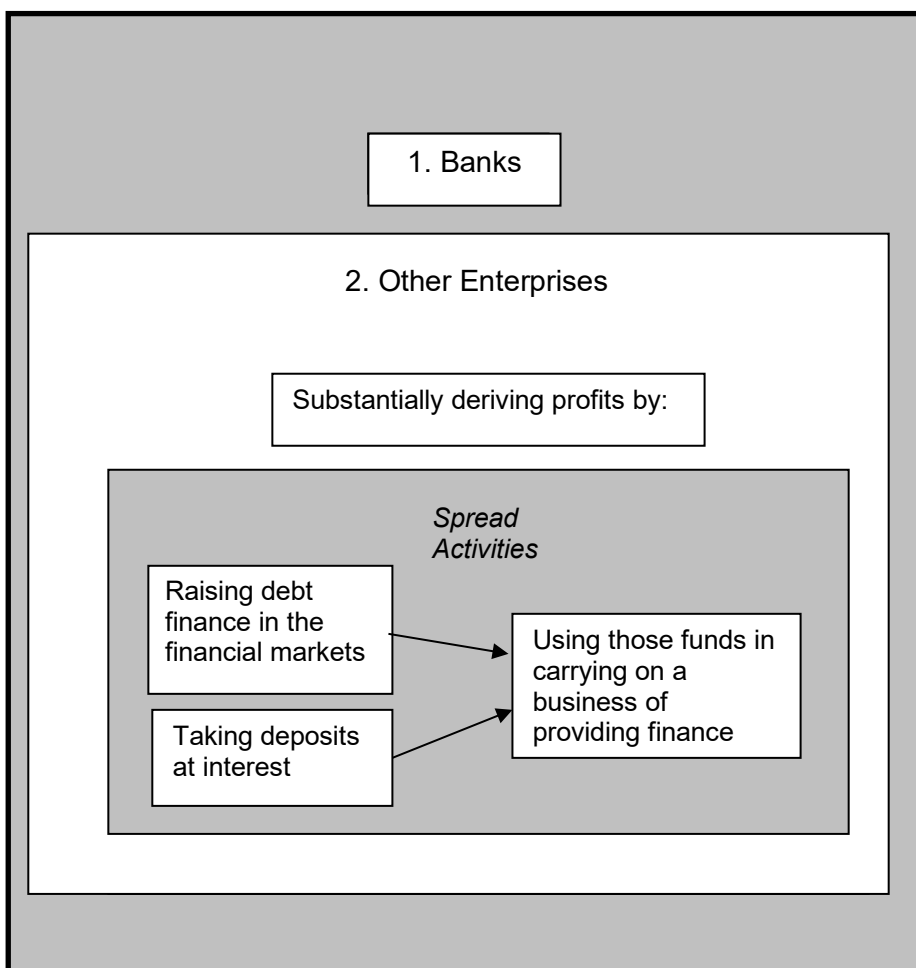 1. Banks
2. Other Enterprises
Substantially deriving profits by:
Spread
Activities
Raising debt
finance in the
financial markets
Taking deposits
at interest
Using those funds in
carrying on a
business of
providing finance